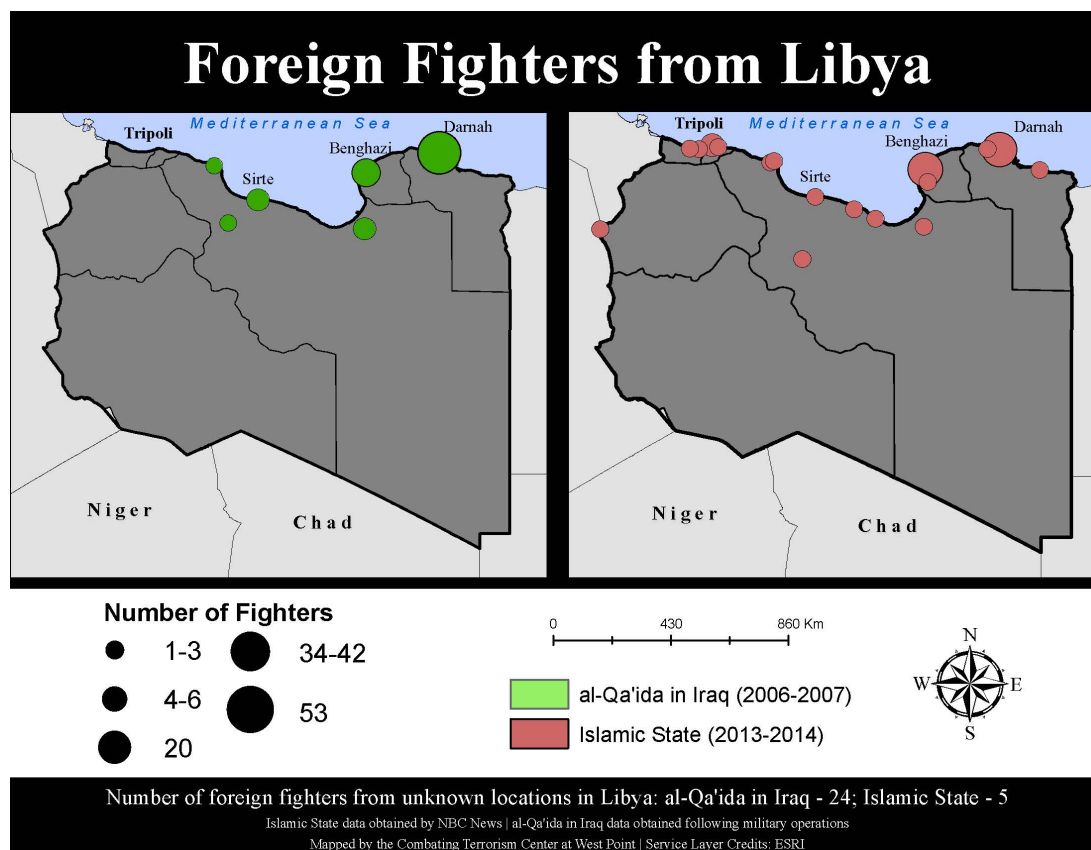 Foreign Fighters from Libya
Mediterranean Sea
Tripoli
Darnah
Benghazi
Sirte
Niger
Chad
Mediterranean Sea
Tripoli
Darnah
Benghazi
Sirte
Niger
Chad
Number of Fighters
1-3
34-42
4-6
53
20
0 430 860 Km
al-Qa'ida in Iraq (2006-2007)
Islamic State (2013-2014)
N
W E
S
Number of foreign fighters from unknown locations in Libya: al-Qa'ida in Iraq - 24; Islamic State - 5
Islamic State data obtained by NBC News | al-Qa'ida in Iraq data obtained following military operations
Mapped by the Combating Terrorism Center at West Point | Service Layer Credits: ESRI